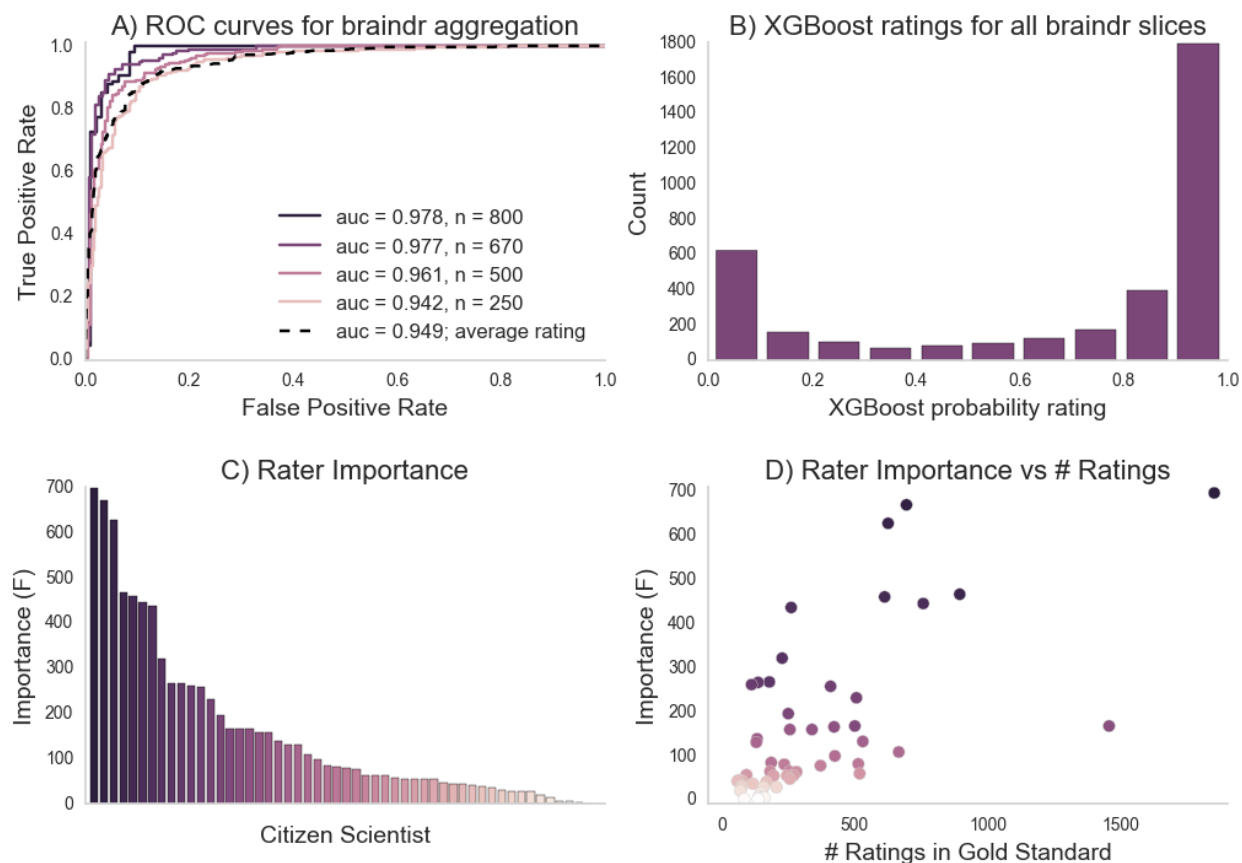 A) ROC curves for braindr aggregation
1.0
0.8
0.6
0.4
0.2
0.0
True Positive Rate
auc = 0.978, n = 800
auc = 0.977, n = 670
auc = 0.961, n = 500
auc = 0.942, n = 250
auc = 0.949; average rating
0.0 0.2 0.4 0.6 0.8 1.0
False Positive Rate
B) XGBoost ratings for all braindr slices
1800
1600
1400
1200
1000
800
600
400
200
0
Count
0.0 0.2 0.4 0.6 0.8 1.0
XGBoost probability rating
C) Rater Importance
700
600
500
400
300
200
100
0
Importance (F)
Citizen Scientist
D) Rater Importance vs # Ratings
700
600
500
400
300
200
100
0
Importance (F)
0 500 1000 1500
# Ratings in Gold Standard